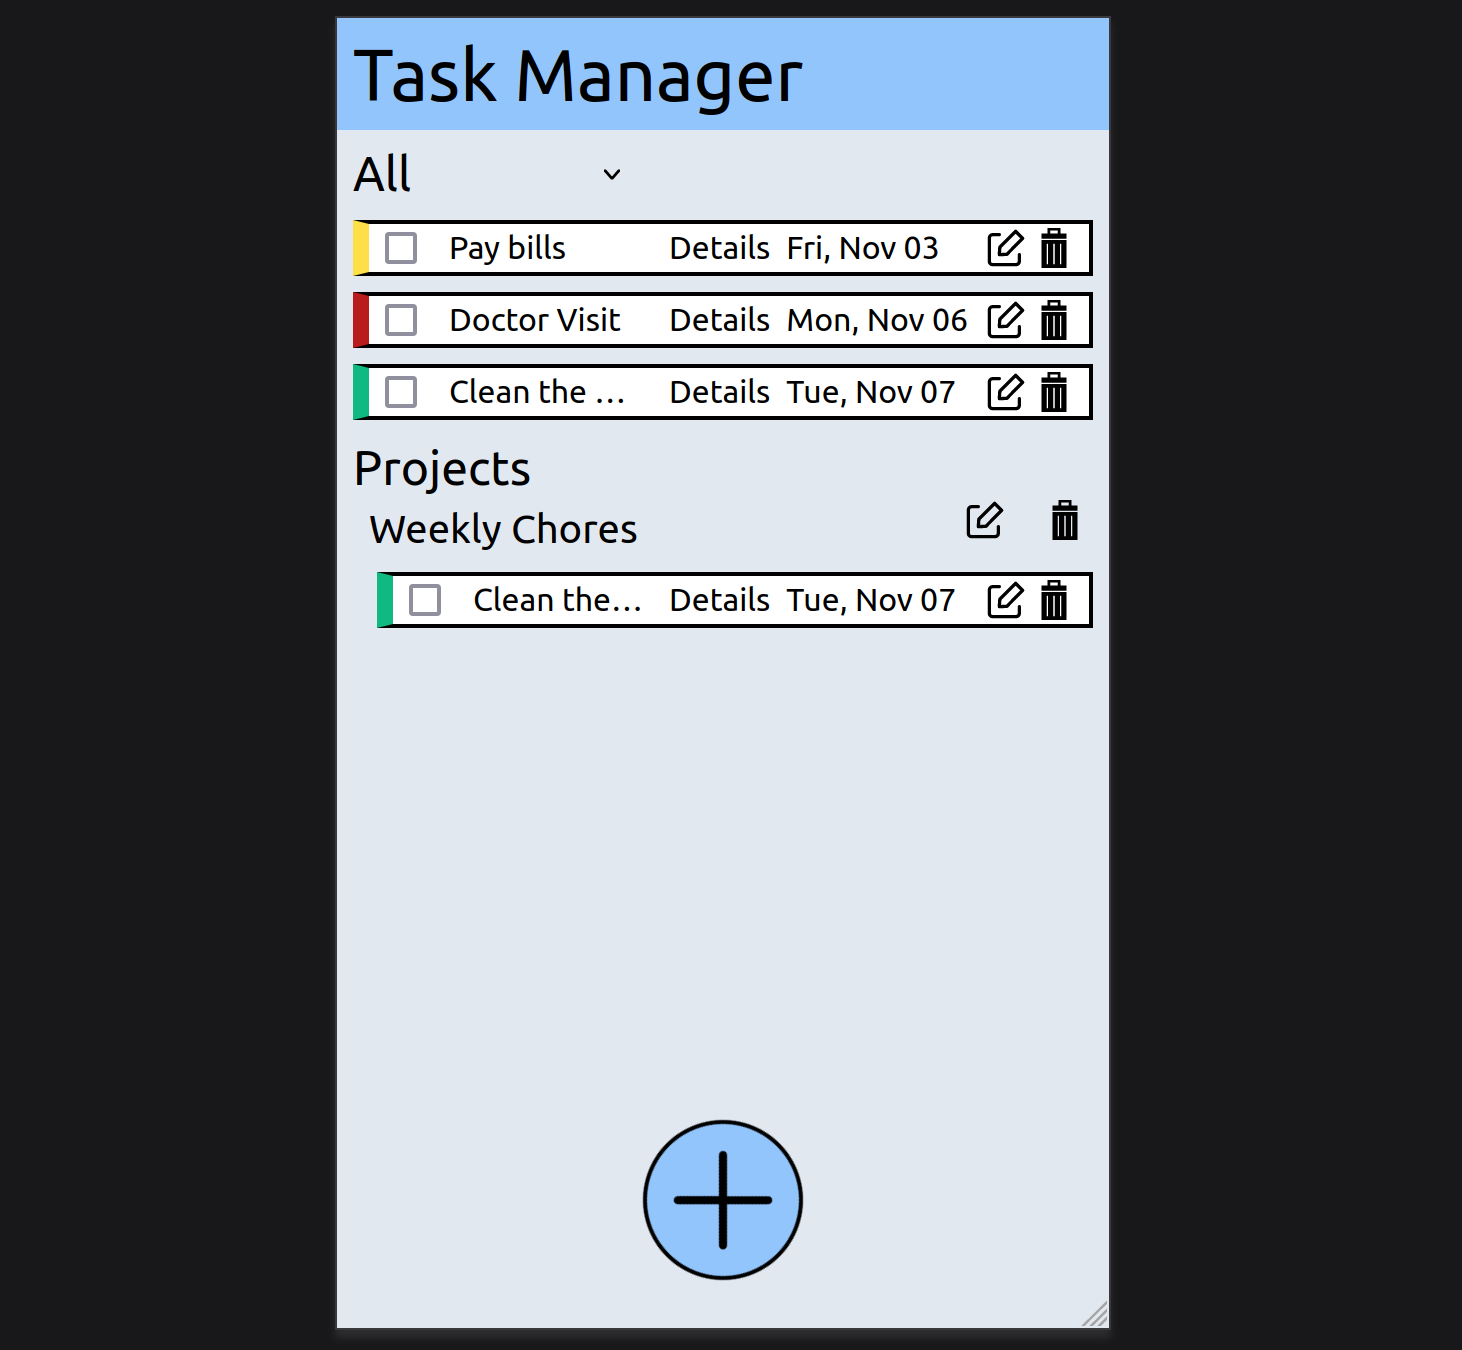 Task Manager
All
Pay bills Details Fri, Nov 03
Doctor Visit Details Mon, Nov 06
Clean the ... Details Tue, Nov 07
Projects
Weekly Chores
Clean the... Details Tue, Nov 07